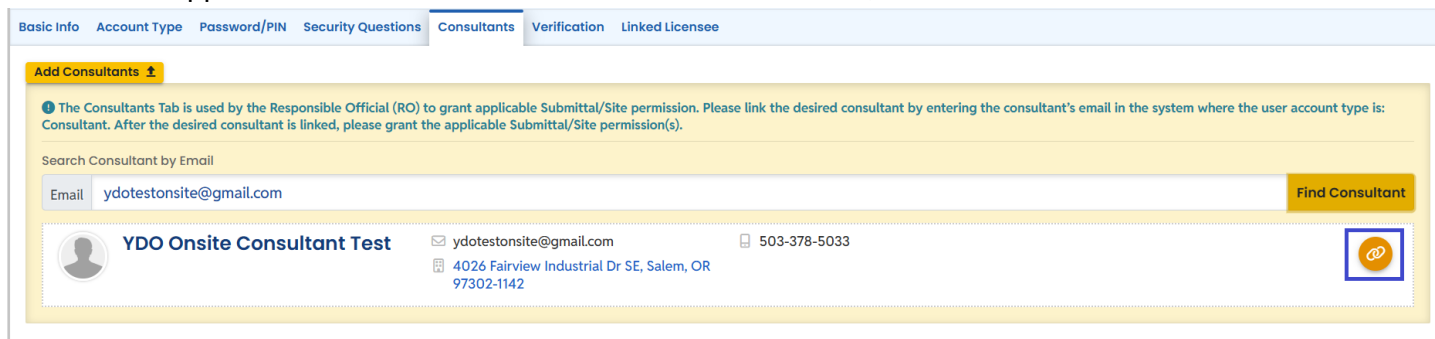 Basic Info Account Type Password/PIN Security Questions Consultants Verification Linked Licensee
Add Consultants
The Consultants Tab is used by the Responsible Official (RO) to grant applicable Submittal/Site permission. Please link the desired consultant by entering the consultant's email in the system where the user account type is:
Consultant. After the desired consultant is linked, please grant the applicable Submittal/Site permission(s).
Search Consultant by Email
Email ydotestonsite@gmail.com Find Consultant
YDO Onsite Consultant Test ydotestonsite@gmail.com 503-378-5033
4026 Fairview Industrial Dr SE, Salem, OR
97302-1142